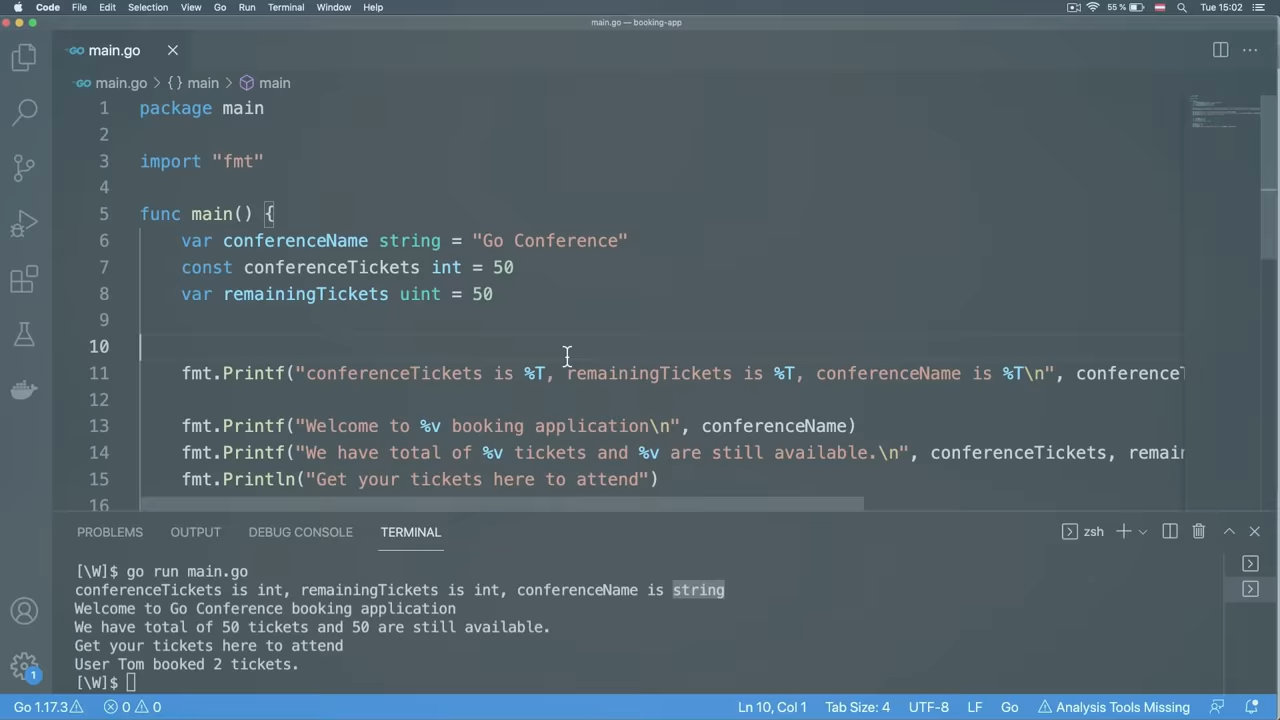 Code File Edit Selection View Go Run Terminal Window Help 55 % Tue 15:02
main.go — booking-app
main.go
main.go > {} main > main
1 package main
2
3 import "fmt"
4
5 func main() {
6 var conferenceName string = "Go Conference"
7 const conferenceTickets int = 50
8 var remainingTickets uint = 50
9
10
11 fmt.Printf("conferenceTickets is %T, remainingTickets is %T, conferenceName is %T\n", conferenceT
12
13 fmt.Printf("Welcome to %v booking application\n", conferenceName)
14 fmt.Printf("We have total of %v tickets and %v are still available.\n", conferenceTickets, remain
15 fmt.Println("Get your tickets here to attend")
16
PROBLEMS OUTPUT DEBUG CONSOLE TERMINAL zsh
[\W]$ go run main.go
conferenceTickets is int, remainingTickets is int, conferenceName is string
Welcome to Go Conference booking application
We have total of 50 tickets and 50 are still available.
Get your tickets here to attend
User Tom booked 2 tickets.
[\W]$
1
Go 1.17.3 0 0 Ln 10, Col 1 Tab Size: 4 UTF-8 LF Go Analysis Tools Missing